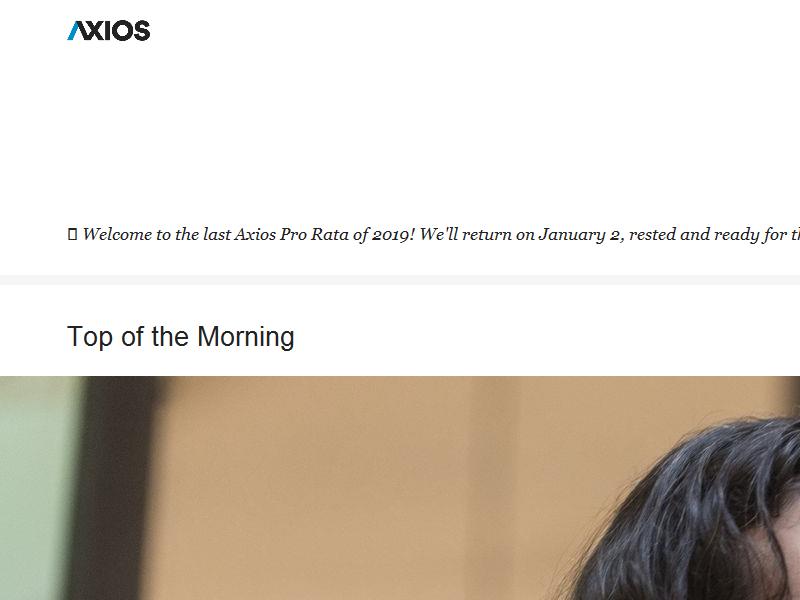 AXIOS
Welcome to the last Axios Pro Rata of 2019! We'll return on January 2, rested and ready for
Top of the Morning